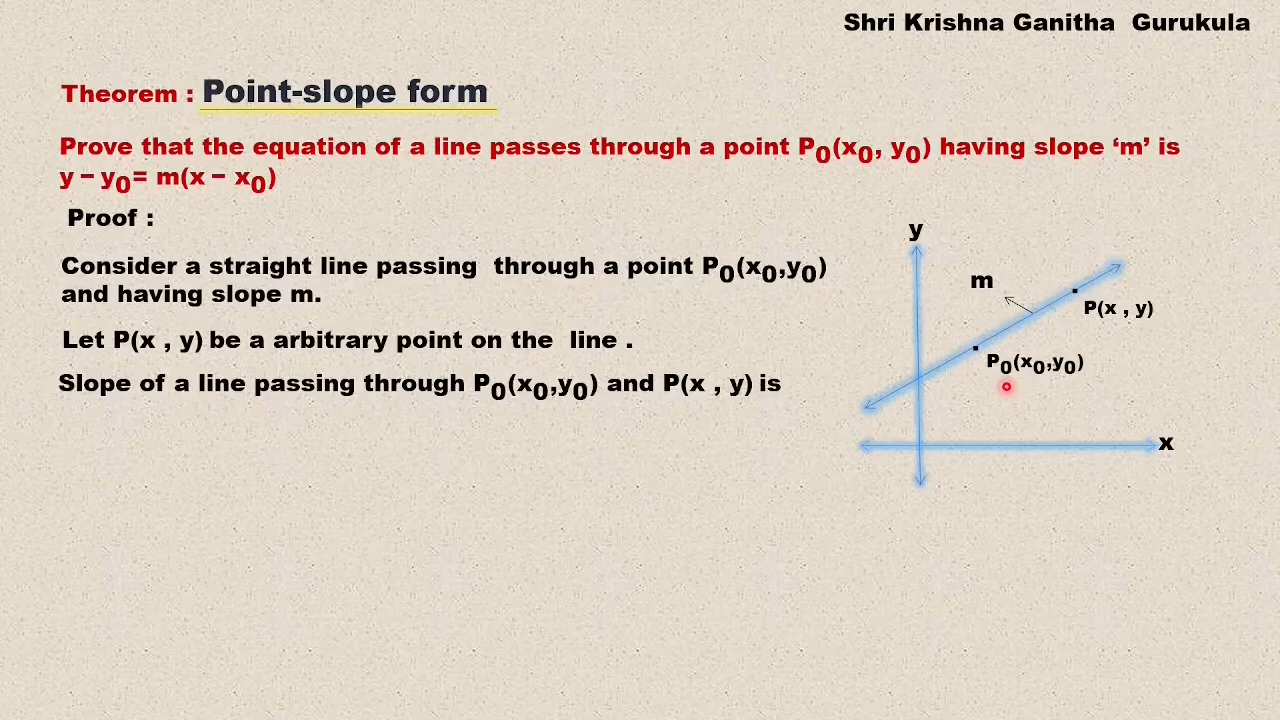 Shri Krishna Ganitha Gurukula
Theorem : Point-slope form
Prove that the equation of a line passes through a point P₀(x₀, y₀) having slope ‘m’ is
y – y₀= m(x – x₀)
Proof :
Consider a straight line passing through a point P₀(x₀,y₀)
and having slope m.
Let P(x , y) be a arbitrary point on the line .
Slope of a line passing through P₀(x₀,y₀) and P(x , y) is
y
m
P(x , y)
P₀(x₀,y₀)
x